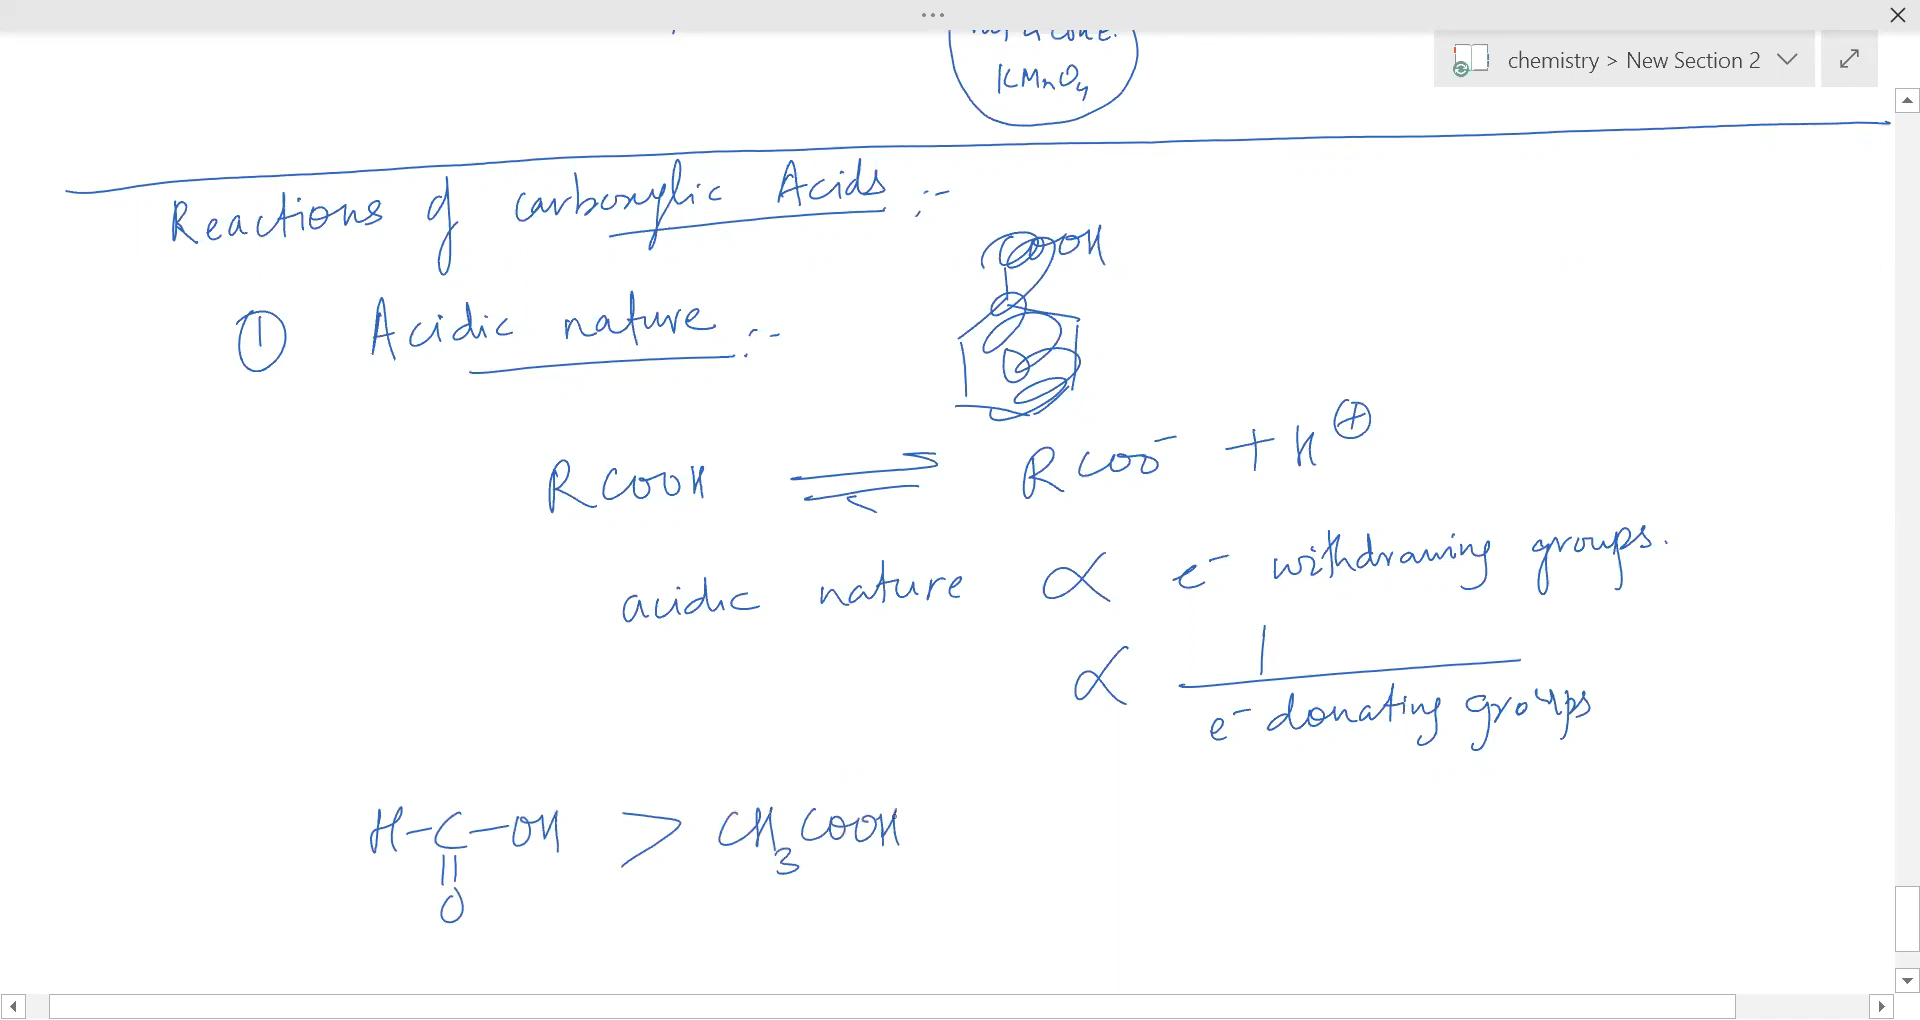 ...
KMnO4
chemistry > New Section 2
Reactions of carboxylic Acids :-
COOH
① Acidic nature :-
RCOOH ⇌ RCOO⁻ + H⊕
acidic nature ∝ e⁻ withdrawing groups.
∝ 1
e⁻ donating groups
H-C-OH > CH3COOH
||
O